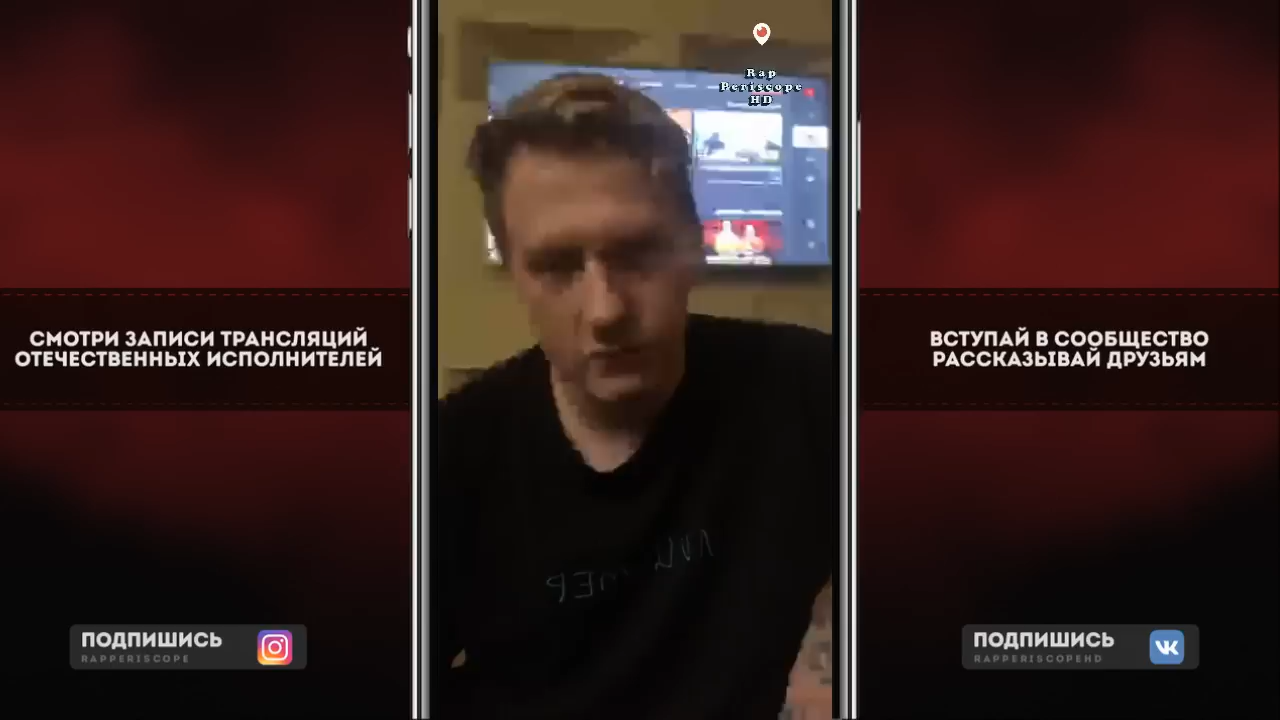 Rap
Periscope
HD
СМОТРИ ЗАПИСИ ТРАНСЛЯЦИЙ
ОТЕЧЕСТВЕННЫХ ИСПОЛНИТЕЛЕЙ
ВСТУПАЙ В СООБЩЕСТВО
РАССКАЗЫВАЙ ДРУЗЬЯМ
ПОДПИШИСЬ
RAPPERISCOPE
ПОДПИШИСЬ
RAPPERISCOPEHD